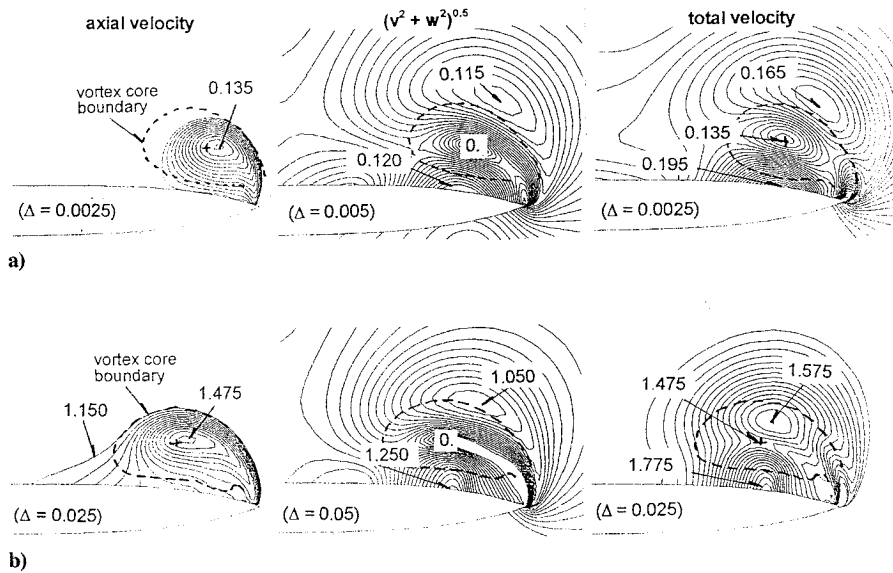 axial velocity
(v² + w²)⁰·⁵
total velocity
vortex core
boundary
0.135
0.115
0.120
0.
0.165
0.135
0.195
(Δ = 0.0025)
(Δ = 0.005)
(Δ = 0.0025)
a)
vortex core
boundary
1.150
1.475
1.050
0.
1.250
1.475
1.575
1.775
(Δ = 0.025)
(Δ = 0.05)
(Δ = 0.025)
b)